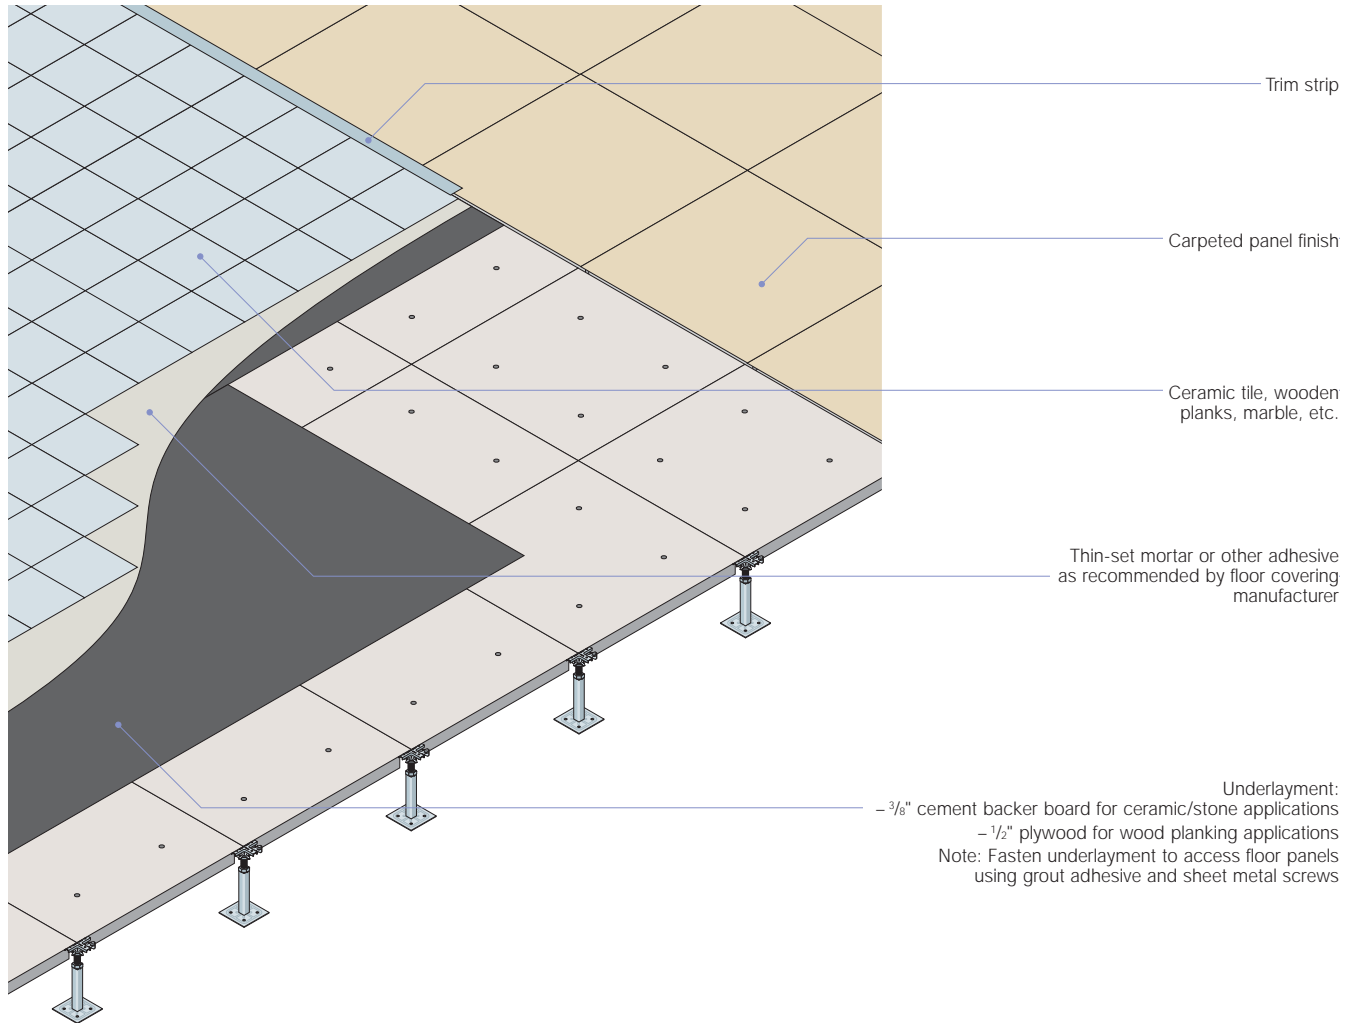 Trim strip
Carpeted panel finish
Ceramic tile, wooden
planks, marble, etc.
Thin-set mortar or other adhesive
as recommended by floor covering
manufacturer
Underlayment:
– 3/8" cement backer board for ceramic/stone applications
– 1/2" plywood for wood planking applications
Note: Fasten underlayment to access floor panels
using grout adhesive and sheet metal screws